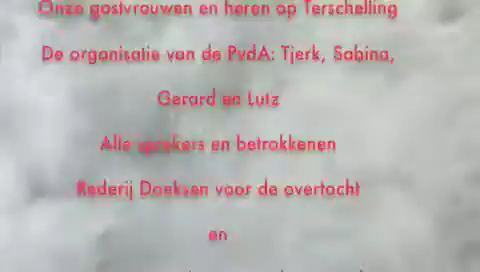 Onze gastvrouwen en heren op Terschelling
De organisatie van de PvdA: Tjerk, Sabina,
Gerard en Lutz
Alle sprekers en betrokkenen
Rederij Doeksen voor de overtocht
en